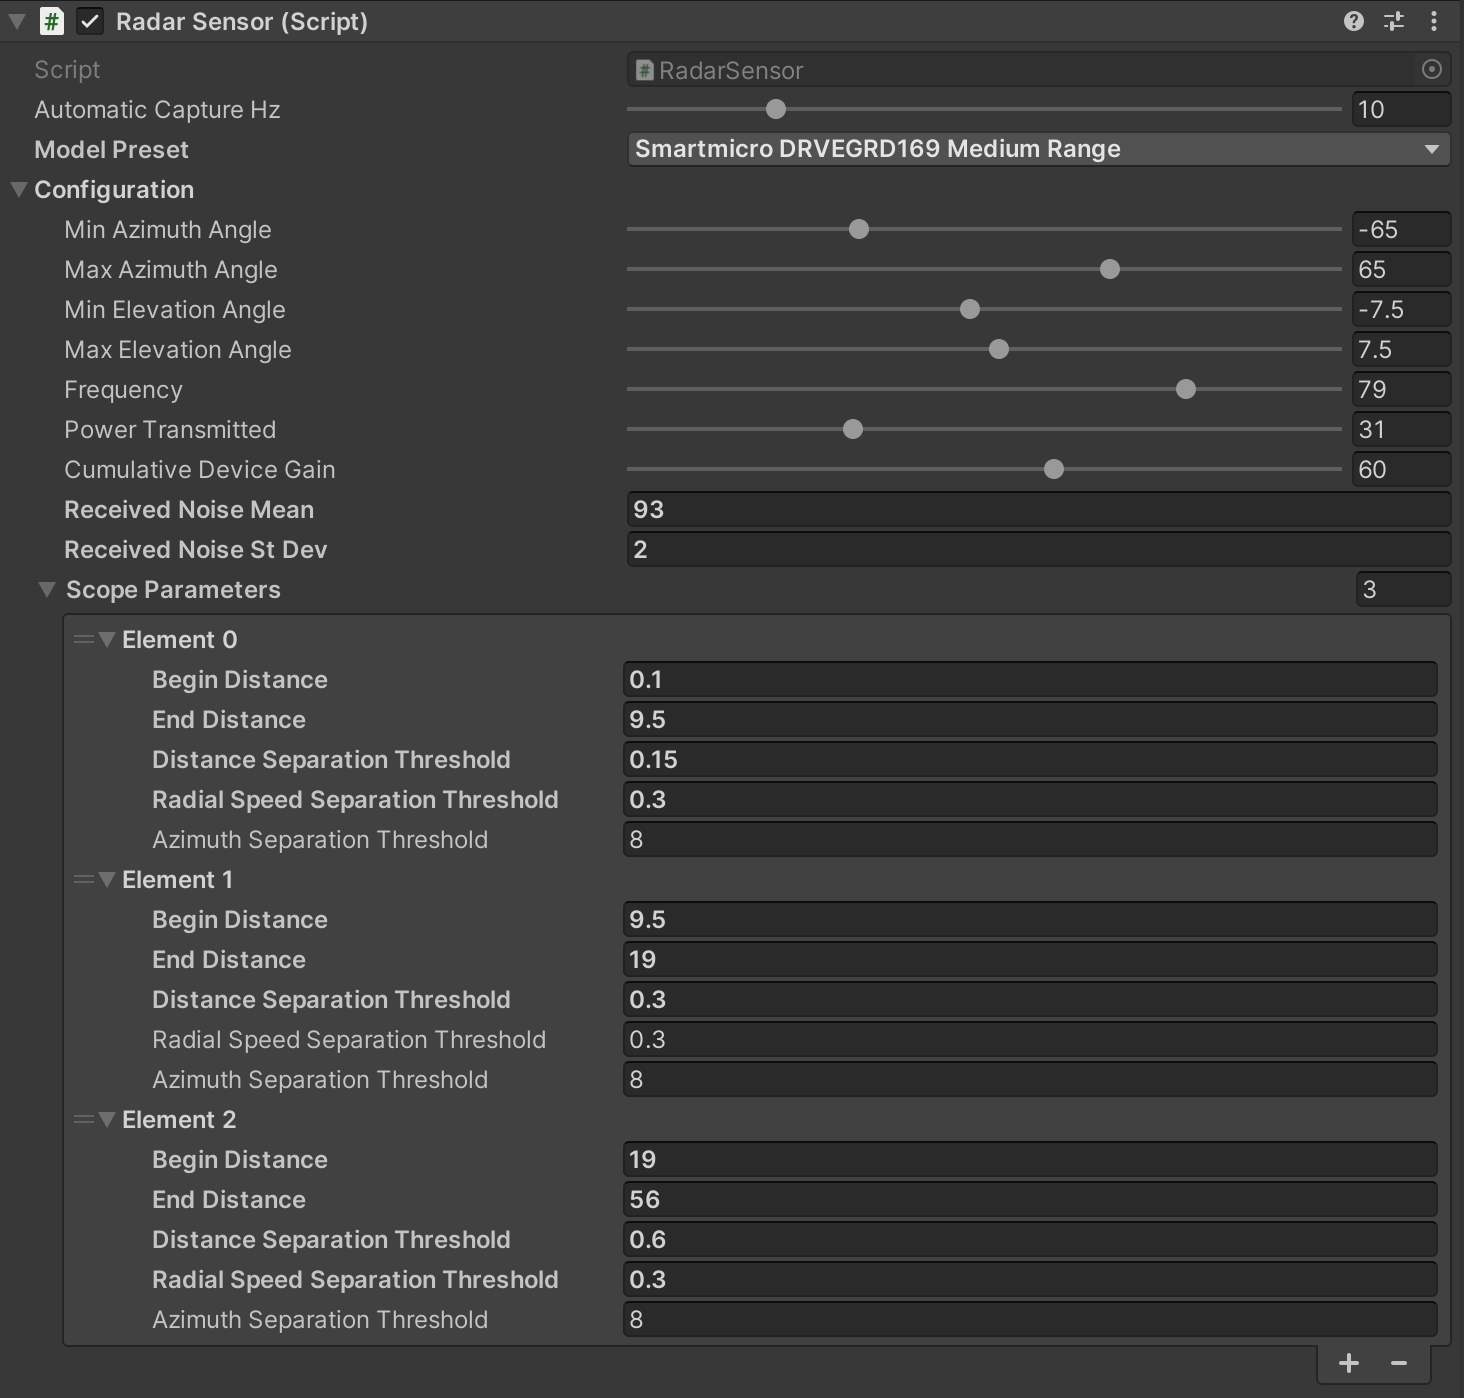 Radar Sensor (Script)
Script RadarSensor
Automatic Capture Hz 10
Model Preset Smartmicro DRVEGRD169 Medium Range
Configuration
Min Azimuth Angle -65
Max Azimuth Angle 65
Min Elevation Angle -7.5
Max Elevation Angle 7.5
Frequency 79
Power Transmitted 31
Cumulative Device Gain 60
Received Noise Mean 93
Received Noise St Dev 2
Scope Parameters 3
Element 0
Begin Distance 0.1
End Distance 9.5
Distance Separation Threshold 0.15
Radial Speed Separation Threshold 0.3
Azimuth Separation Threshold 8
Element 1
Begin Distance 9.5
End Distance 19
Distance Separation Threshold 0.3
Radial Speed Separation Threshold 0.3
Azimuth Separation Threshold 8
Element 2
Begin Distance 19
End Distance 56
Distance Separation Threshold 0.6
Radial Speed Separation Threshold 0.3
Azimuth Separation Threshold 8